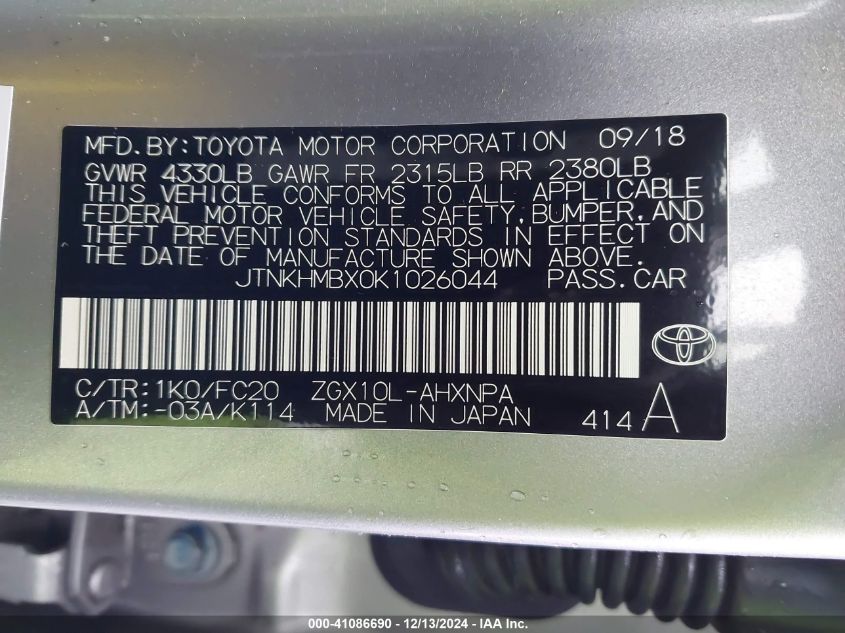 MFD. BY: TOYOTA MOTOR CORPORATION 09/18
GVWR 4330LB GAWR FR 2315LB RR 2380LB
THIS VEHICLE CONFORMS TO ALL APPLICABLE
FEDERAL MOTOR VEHICLE SAFETY, BUMPER, AND
THEFT PREVENTION STANDARDS IN EFFECT ON
THE DATE OF MANUFACTURE SHOWN ABOVE.
JTNKHMBX0K1026044 PASS.CAR
C/TR: 1K0/FC20 ZGX10L-AHXNPA
A/TM: -03A/K114 MADE IN JAPAN 414 A
000-41086690 - 12/13/2024 - IAA Inc.